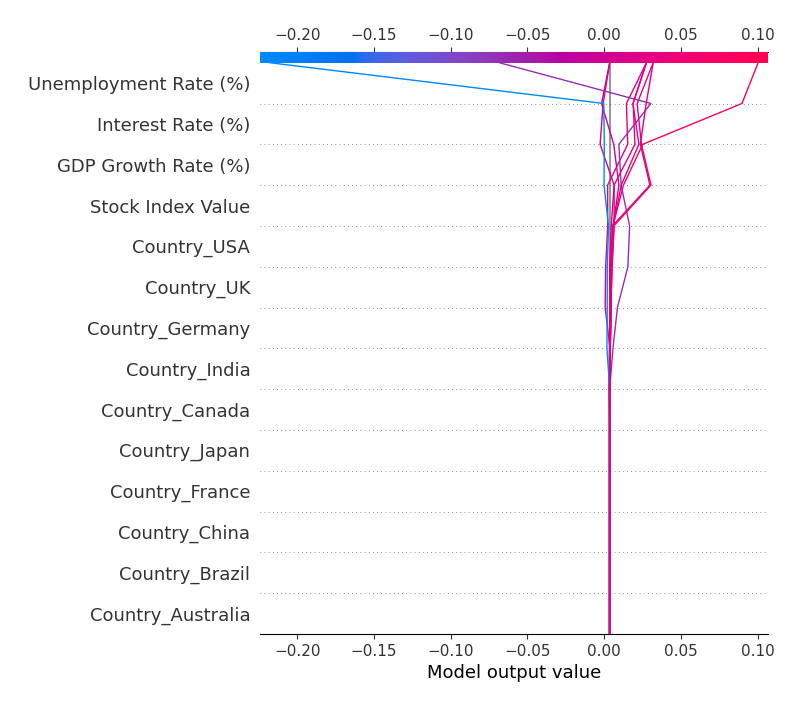 −0.20 −0.15 −0.10 −0.05 0.00 0.05 0.10
Unemployment Rate (%)
Interest Rate (%)
GDP Growth Rate (%)
Stock Index Value
Country_USA
Country_UK
Country_Germany
Country_India
Country_Canada
Country_Japan
Country_France
Country_China
Country_Brazil
Country_Australia
−0.20 −0.15 −0.10 −0.05 0.00 0.05 0.10
Model output value